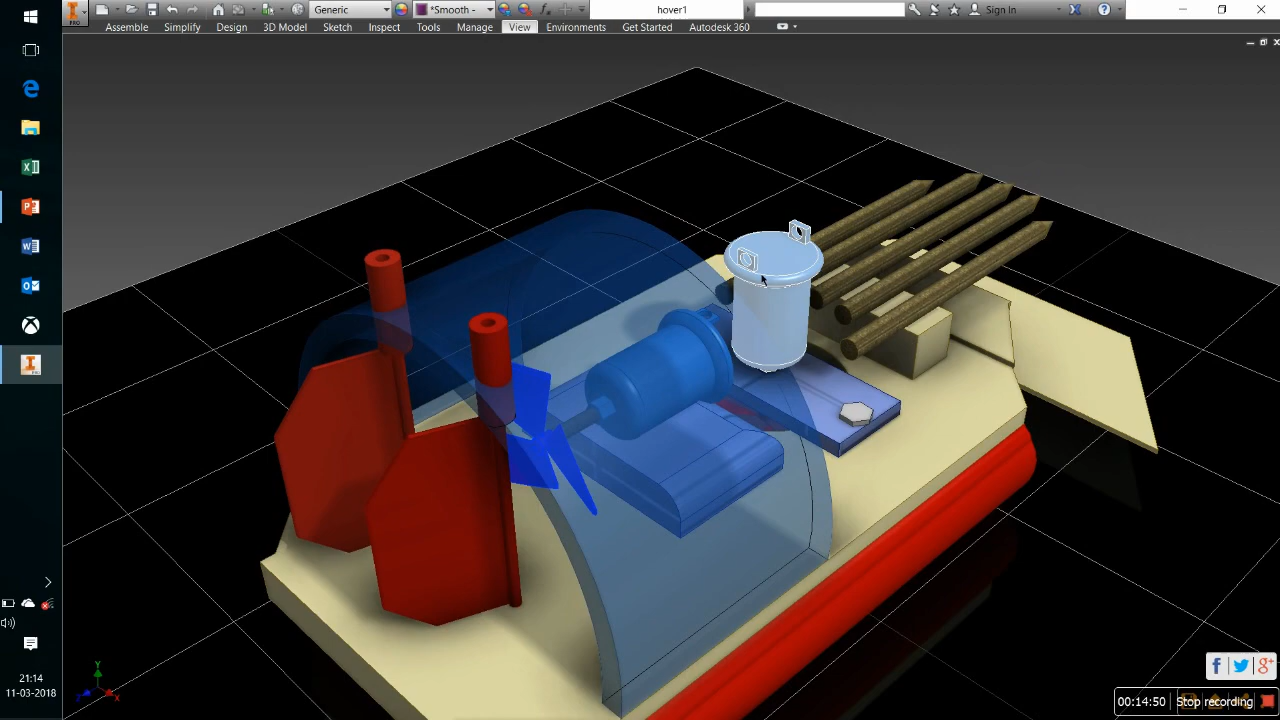 PRO
Generic
*Smooth -
hover1
Sign In
Assemble Simplify Design 3D Model Sketch Inspect Tools Manage View Environments Get Started Autodesk 360
Y
21:14
11-03-2018
00:14:50 Stop recording